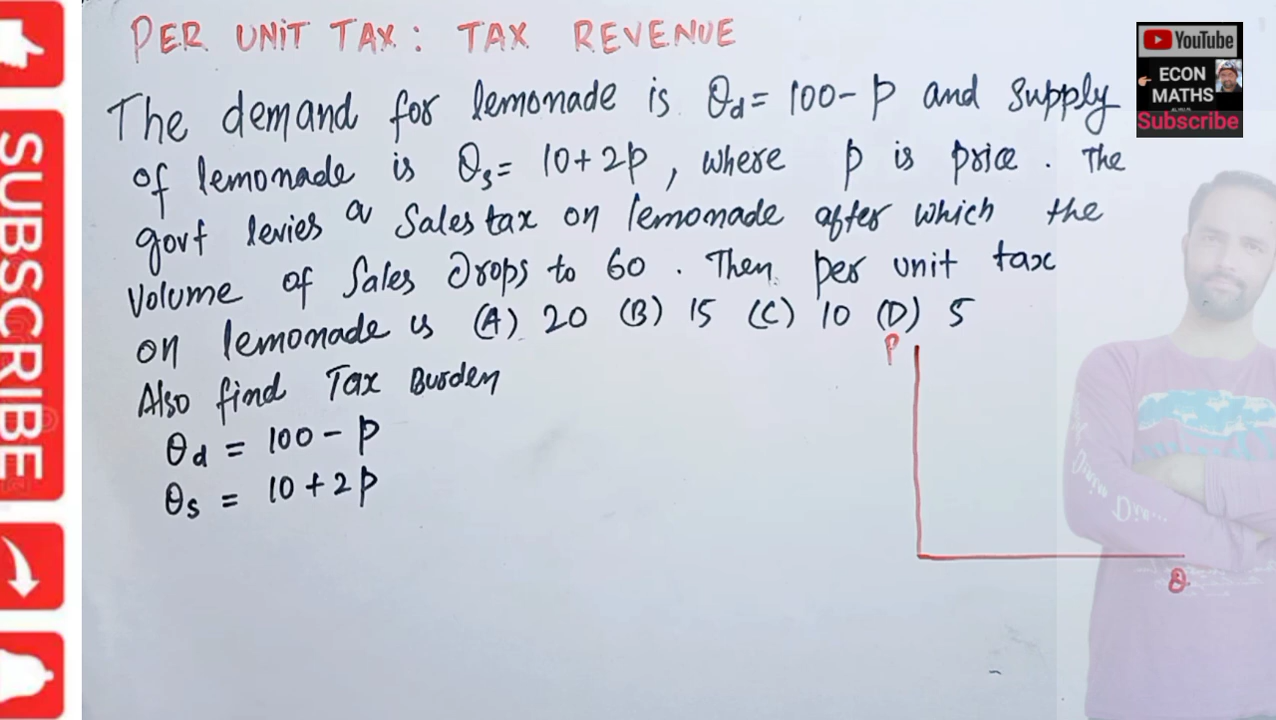 PER UNIT TAX: TAX REVENUE
YouTube
ECON
MATHS
Subscribe
The demand for lemonade is Qd = 100 - P and supply
of lemonade is Qs = 10 + 2P, where P is price. The
govt levies a sales tax on lemonade after which the
volume of sales drops to 60. Then per unit tax
on lemonade is (A) 20 (B) 15 (C) 10 (D) 5
Also find Tax Burden
Qd = 100 - P
Qs = 10 + 2P
P
Q
SUBSCRIBE